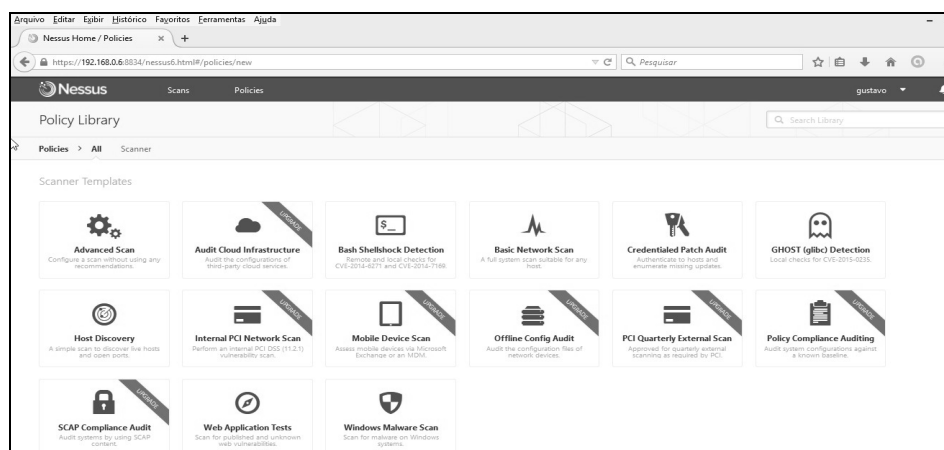 Arquivo Editar Exibir Histórico Favoritos Ferramentas Ajuda
Nessus Home / Policies × +
https://192.168.0.6:8834/nessus6.html#/policies/new
Pesquisar
Nessus Scans Policies gustavo
Policy Library
Search Library
Policies > All Scanner
Scanner Templates
Advanced Scan
Configure a scan without using any
recommendations.
UPGRADE
Audit Cloud Infrastructure
Audit the configurations of
third-party cloud services.
$_
Bash Shellshock Detection
Remote and local checks for
CVE-2014-6271 and CVE-2014-7169.
Basic Network Scan
A full system scan suitable for any
host.
Credentialed Patch Audit
Authenticate to hosts and
enumerate missing updates.
GHOST (glibc) Detection
Local checks for CVE-2015-0235.
Host Discovery
A simple scan to discover live hosts
and open ports.
UPGRADE
Internal PCI Network Scan
Perform an internal PCI DSS (11.2.1)
vulnerability scan.
UPGRADE
Mobile Device Scan
Assess mobile devices via Microsoft
Exchange or an MDM.
UPGRADE
Offline Config Audit
Audit the configuration files of
network devices.
UPGRADE
PCI Quarterly External Scan
Approved for quarterly external
scanning as required by PCI.
UPGRADE
Policy Compliance Auditing
Audit system configurations against
a known baseline.
UPGRADE
SCAP Compliance Audit
Audit systems by using SCAP
content.
Web Application Tests
Scan for published and unknown
web vulnerabilities.
Windows Malware Scan
Scan for malware on Windows
systems.